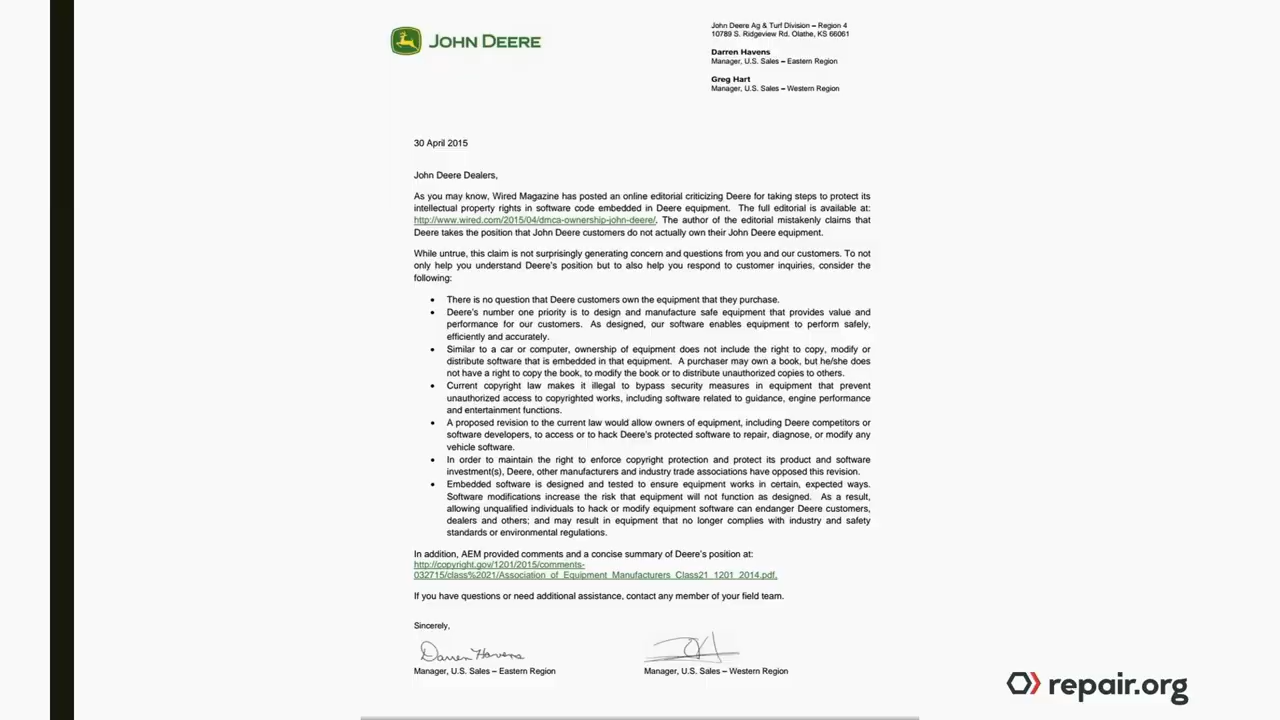 JOHN DEERE
John Deere Ag & Turf Division – Region 4
10789 S. Ridgeview Rd. Olathe, KS 66061
Darren Havens
Manager, U.S. Sales – Eastern Region
Greg Hart
Manager, U.S. Sales – Western Region
30 April 2015
John Deere Dealers,
As you may know, Wired Magazine has posted an online editorial criticizing Deere for taking steps to protect its
intellectual property rights in software code embedded in Deere equipment. The full editorial is available at:
http://www.wired.com/2015/04/dmca-ownership-john-deere/. The author of the editorial mistakenly claims that
Deere takes the position that John Deere customers do not actually own their John Deere equipment.
While untrue, this claim is not surprisingly generating concern and questions from you and our customers. To not
only help you understand Deere's position but to also help you respond to customer inquiries, consider the
following:
• There is no question that Deere customers own the equipment that they purchase.
• Deere's number one priority is to design and manufacture safe equipment that provides value and
performance for our customers. As designed, our software enables equipment to perform safely,
efficiently and accurately.
• Similar to a car or computer, ownership of equipment does not include the right to copy, modify or
distribute software that is embedded in that equipment. A purchaser may own a book, but he/she does
not have a right to copy the book, to modify the book or to distribute unauthorized copies to others.
• Current copyright law makes it illegal to bypass security measures in equipment that prevent
unauthorized access to copyrighted works, including software related to guidance, engine performance
and entertainment functions.
• A proposed revision to the current law would allow owners of equipment, including Deere competitors or
software developers, to access or to hack Deere's protected software to repair, diagnose, or modify any
vehicle software.
• In order to maintain the right to enforce copyright protection and protect its product and software
investment(s), Deere, other manufacturers and industry trade associations have opposed this revision.
• Embedded software is designed and tested to ensure equipment works in certain, expected ways.
Software modifications increase the risk that equipment will not function as designed. As a result,
allowing unqualified individuals to hack or modify equipment software can endanger Deere customers,
dealers and others; and may result in equipment that no longer complies with industry and safety
standards or environmental regulations.
In addition, AEM provided comments and a concise summary of Deere's position at:
http://copyright.gov/1201/2015/comments-
032715/class%2021/Association_of_Equipment_Manufacturers_Class21_1201_2014.pdf.
If you have questions or need additional assistance, contact any member of your field team.
Sincerely,
Darren Havens
Manager, U.S. Sales – Eastern Region
Manager, U.S. Sales – Western Region
repair.org